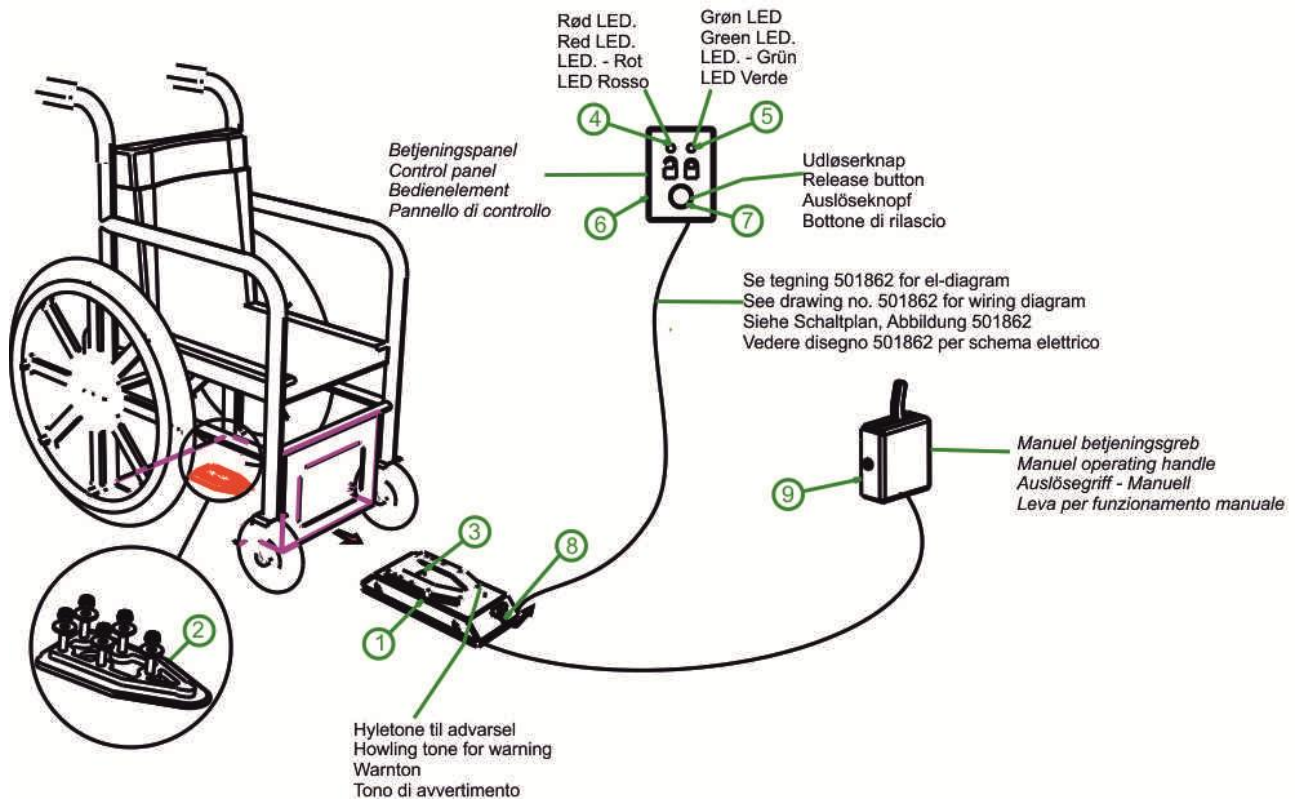 Rød LED.
Red LED.
LED. - Rot
LED Rosso
Grøn LED
Green LED.
LED. - Grün
LED Verde
4
5
Betjeningspanel
Control panel
Bedienelement
Pannello di controllo
6
7
Udløserknap
Release button
Auslöseknopf
Bottone di rilascio
Se tegning 501862 for el-diagram
See drawing no. 501862 for wiring diagram
Siehe Schaltplan, Abbildung 501862
Vedere disegno 501862 per schema elettrico
Manuel betjeningsgreb
Manuel operating handle
Auslösegriff - Manuell
Leva per funzionamento manuale
9
3
8
1
2
Hyletone til advarsel
Howling tone for warning
Warnton
Tono di avvertimento